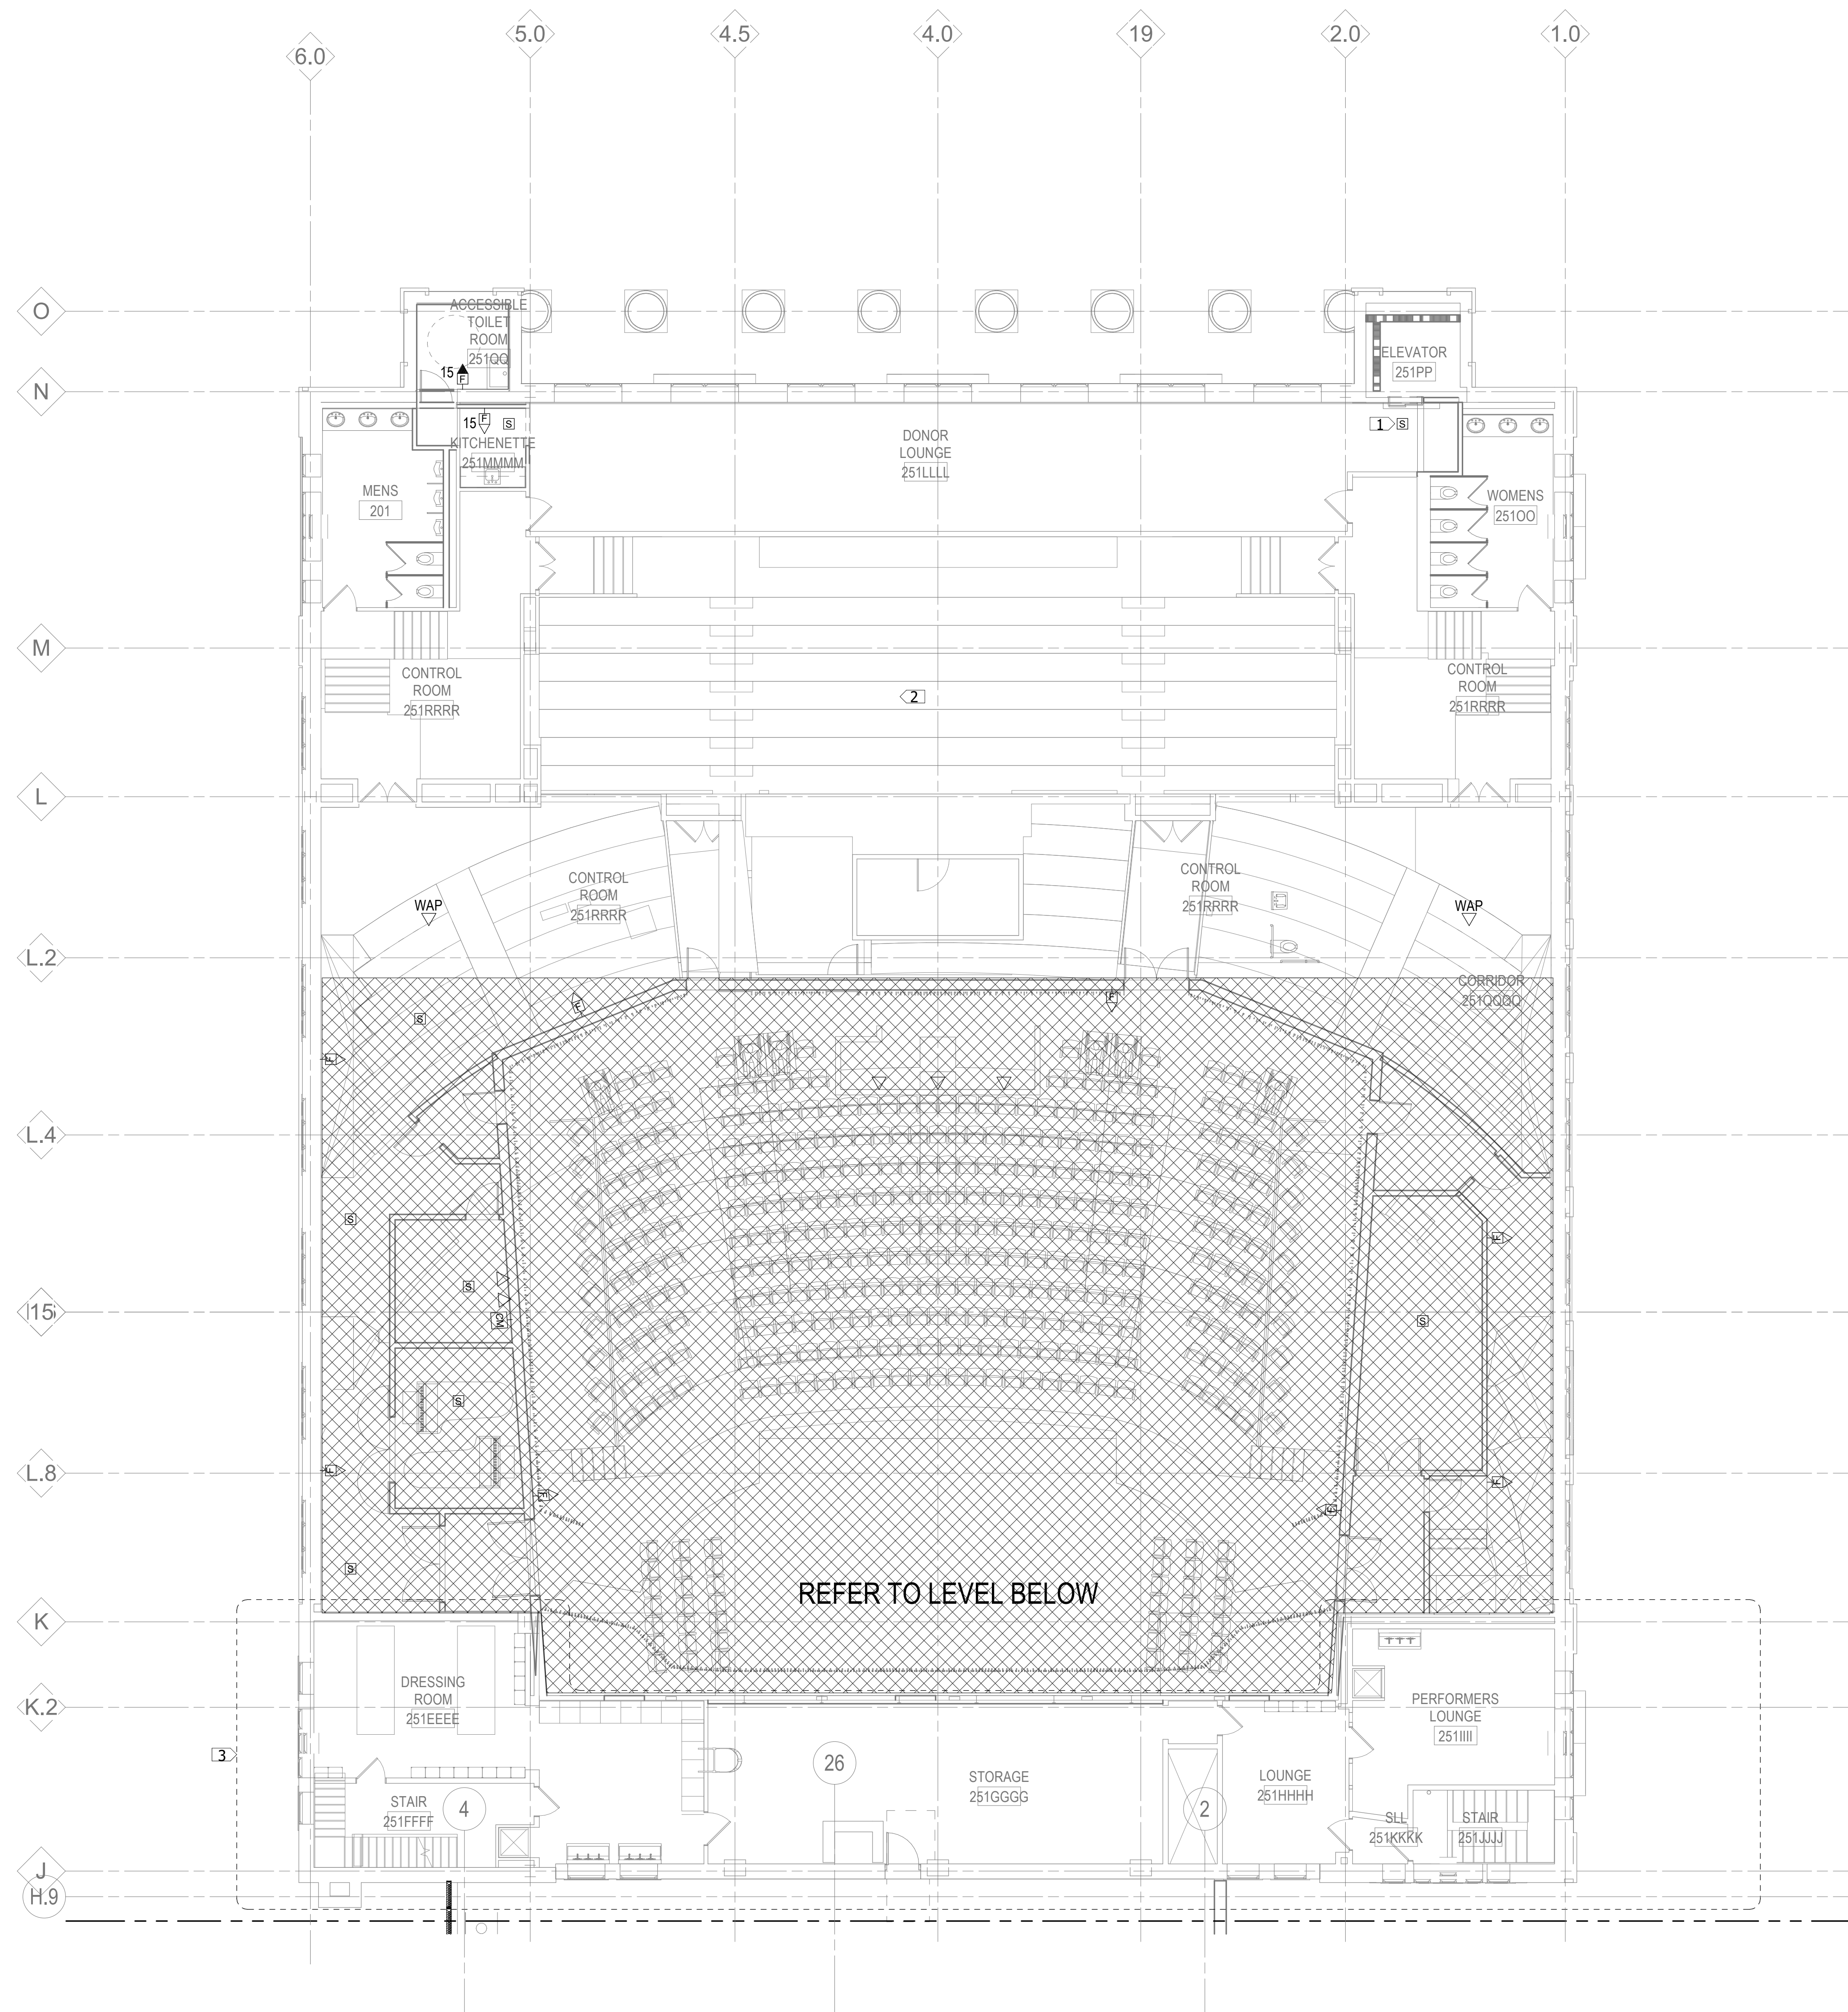 5.0
4.5
4.0
19
2.0
1.0
6.0
O
ACCESSIBLE
TOILET
ROOM
251QQ
ELEVATOR
251PP
15
F
N
15
F
S
KITCHENETTE
251MMMM
DONOR
LOUNGE
251LLLL
1
S
MENS
201
WOMENS
251OO
M
CONTROL
ROOM
251RRRR
2
CONTROL
ROOM
251RRRR
L
CONTROL
ROOM
251RRRR
CONTROL
ROOM
251RRRR
WAP
WAP
L.2
CORRIDOR
251QQQQ
F
F
S
F
L.4
S
F
S
CM
S
S
L.8
F
F
F
F
S
REFER TO LEVEL BELOW
K
DRESSING
ROOM
251EEEE
K.2
PERFORMERS
LOUNGE
251IIII
3
26
STORAGE
251GGGG
LOUNGE
251HHHH
STAIR
251FFFF
4
2
SLL
251KKKK
STAIR
251JJJJ
J
H.9